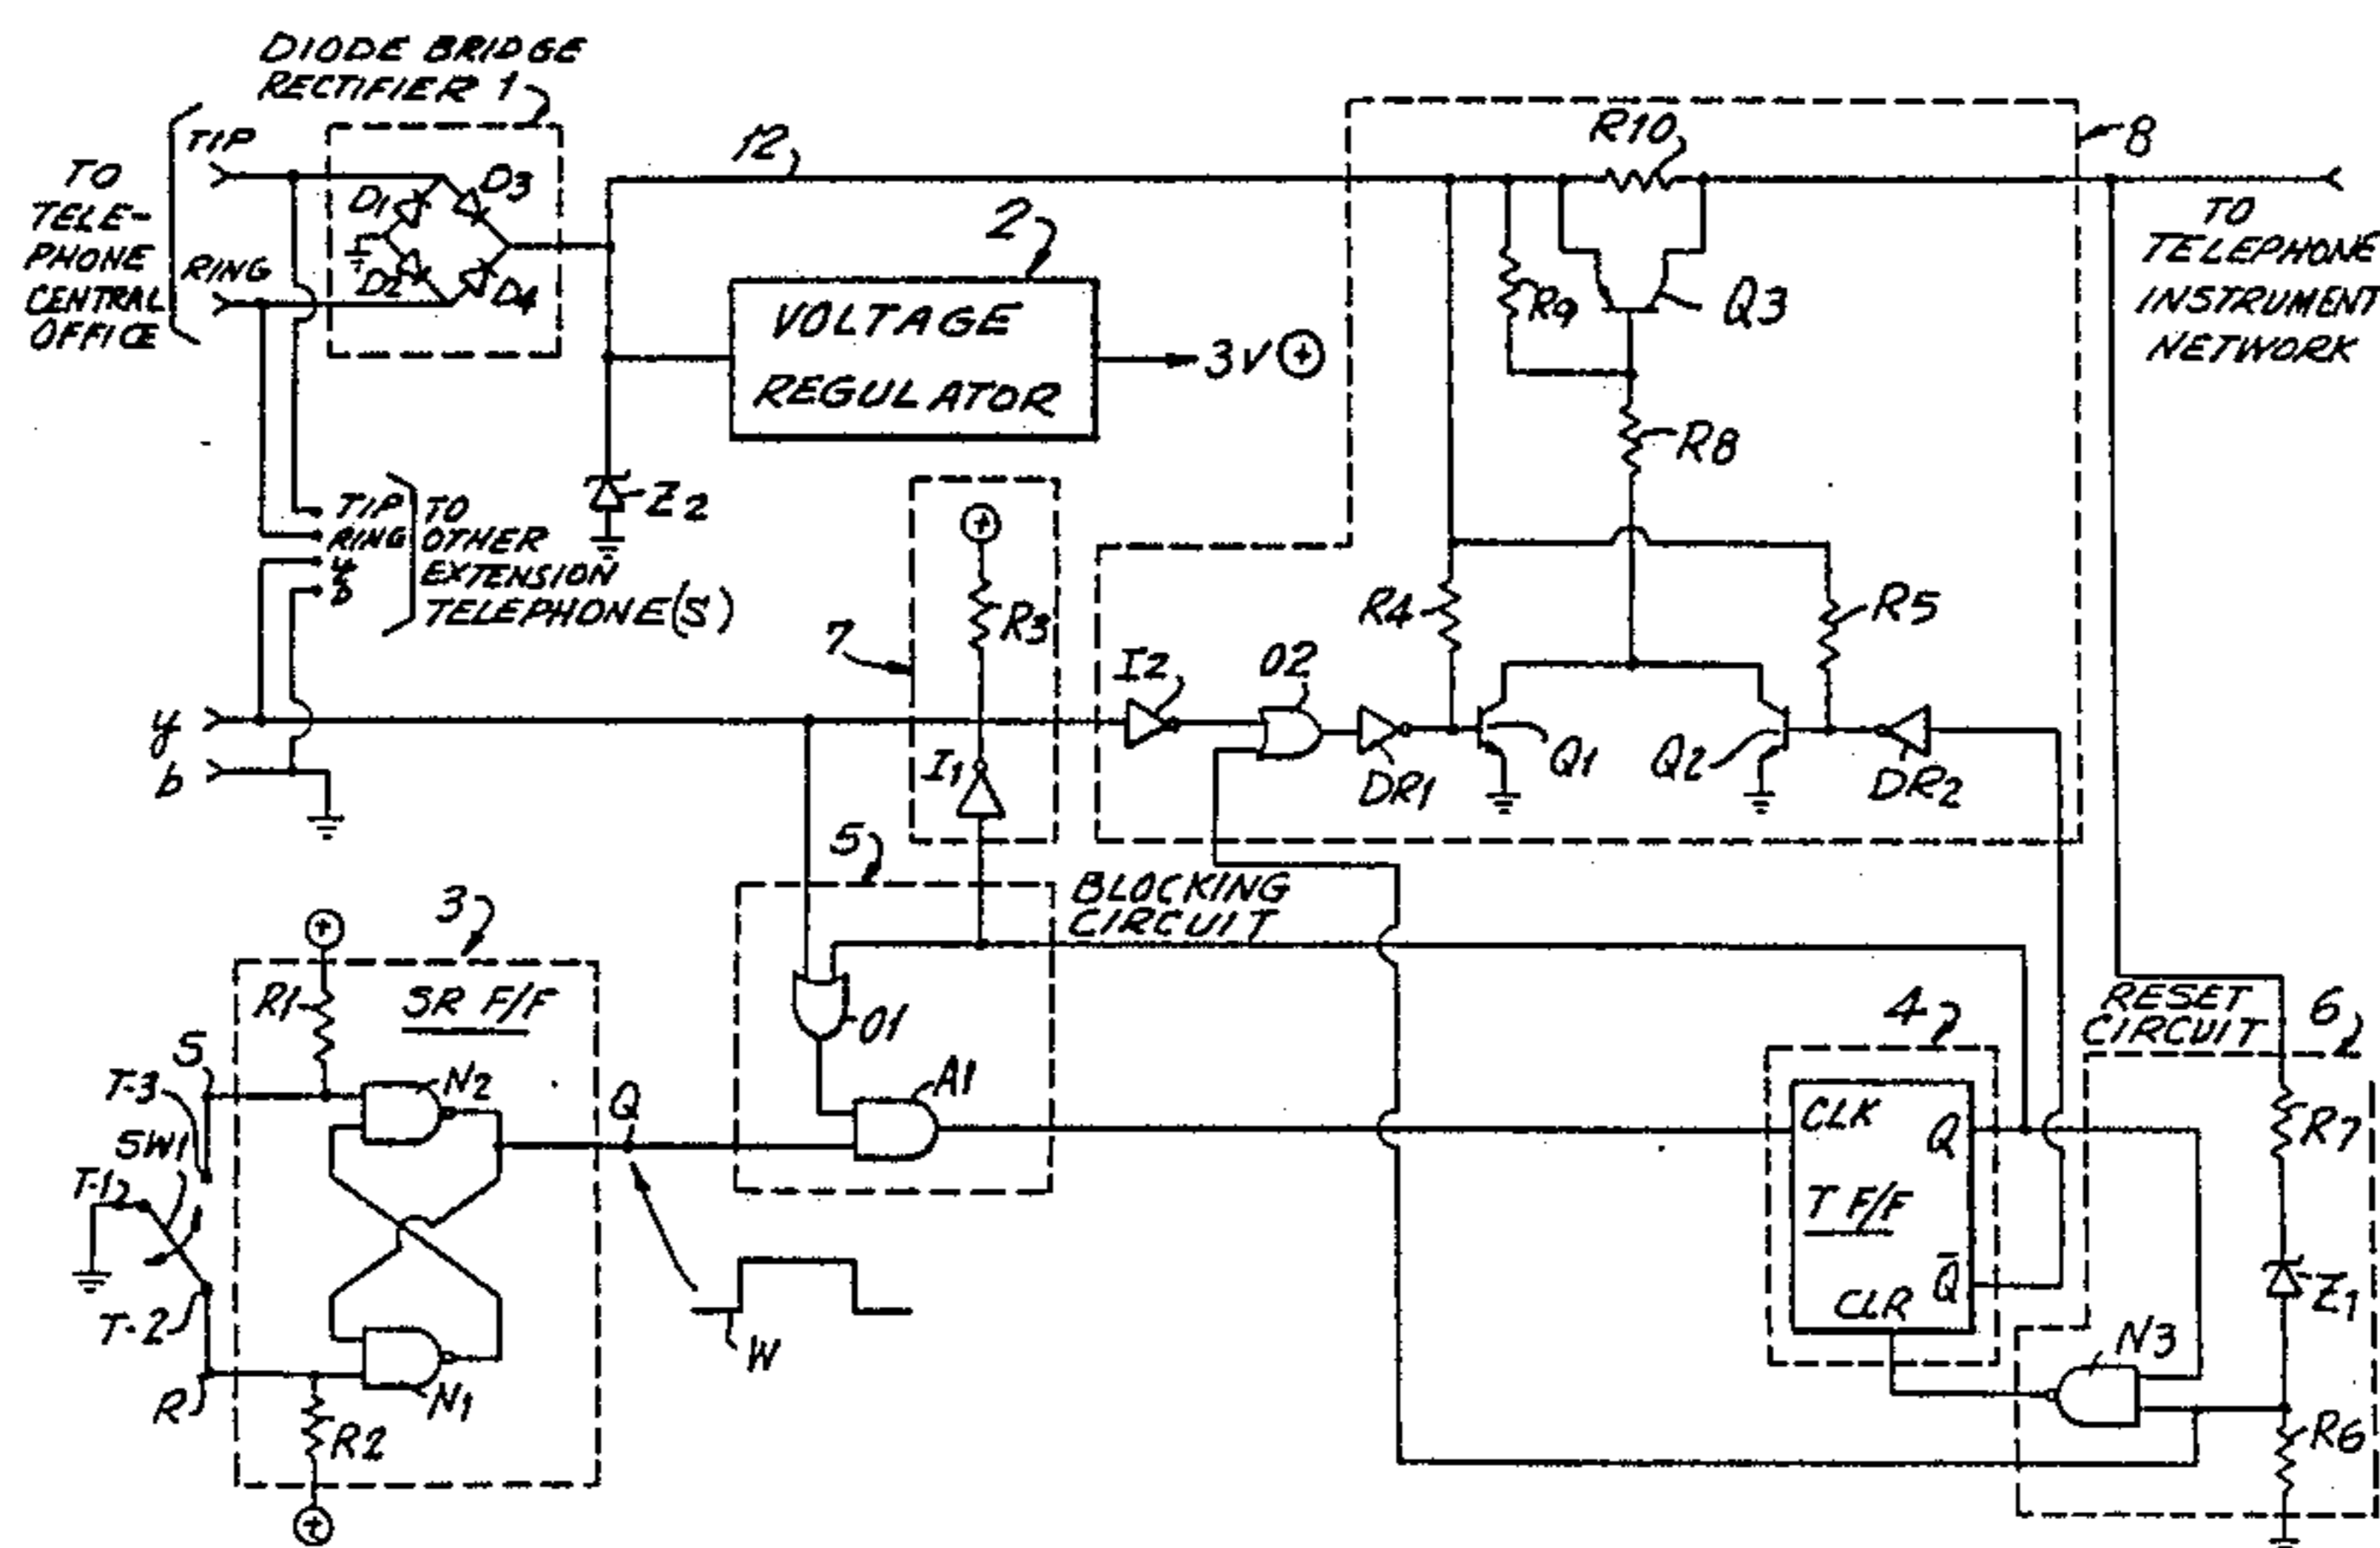 DIODE BRIDGE
RECTIFIER 1
TO
TELE-
PHONE
CENTRAL
OFFICE
TIP
RING
D1
D3
D2
D4
12
2
VOLTAGE
REGULATOR
3V +
Z2
R10
8
R9
Q3
R8
TO
TELEPHONE
INSTRUMENT
NETWORK
TIP
RING
y
b
TO
OTHER
EXTENSION
TELEPHONE(S)
+
R3
7
I1
R4
R5
I2
O2
DR1
Q1
Q2
DR2
y
b
5
BLOCKING
CIRCUIT
O1
A1
3
+
R1
SR F/F
S
T-3
SW1
T-1
T-2
R
N2
N1
R2
+
Q
W
4
CLK
Q
T F/F
Q̅
CLR
RESET
CIRCUIT
6
R7
Z1
N3
R6